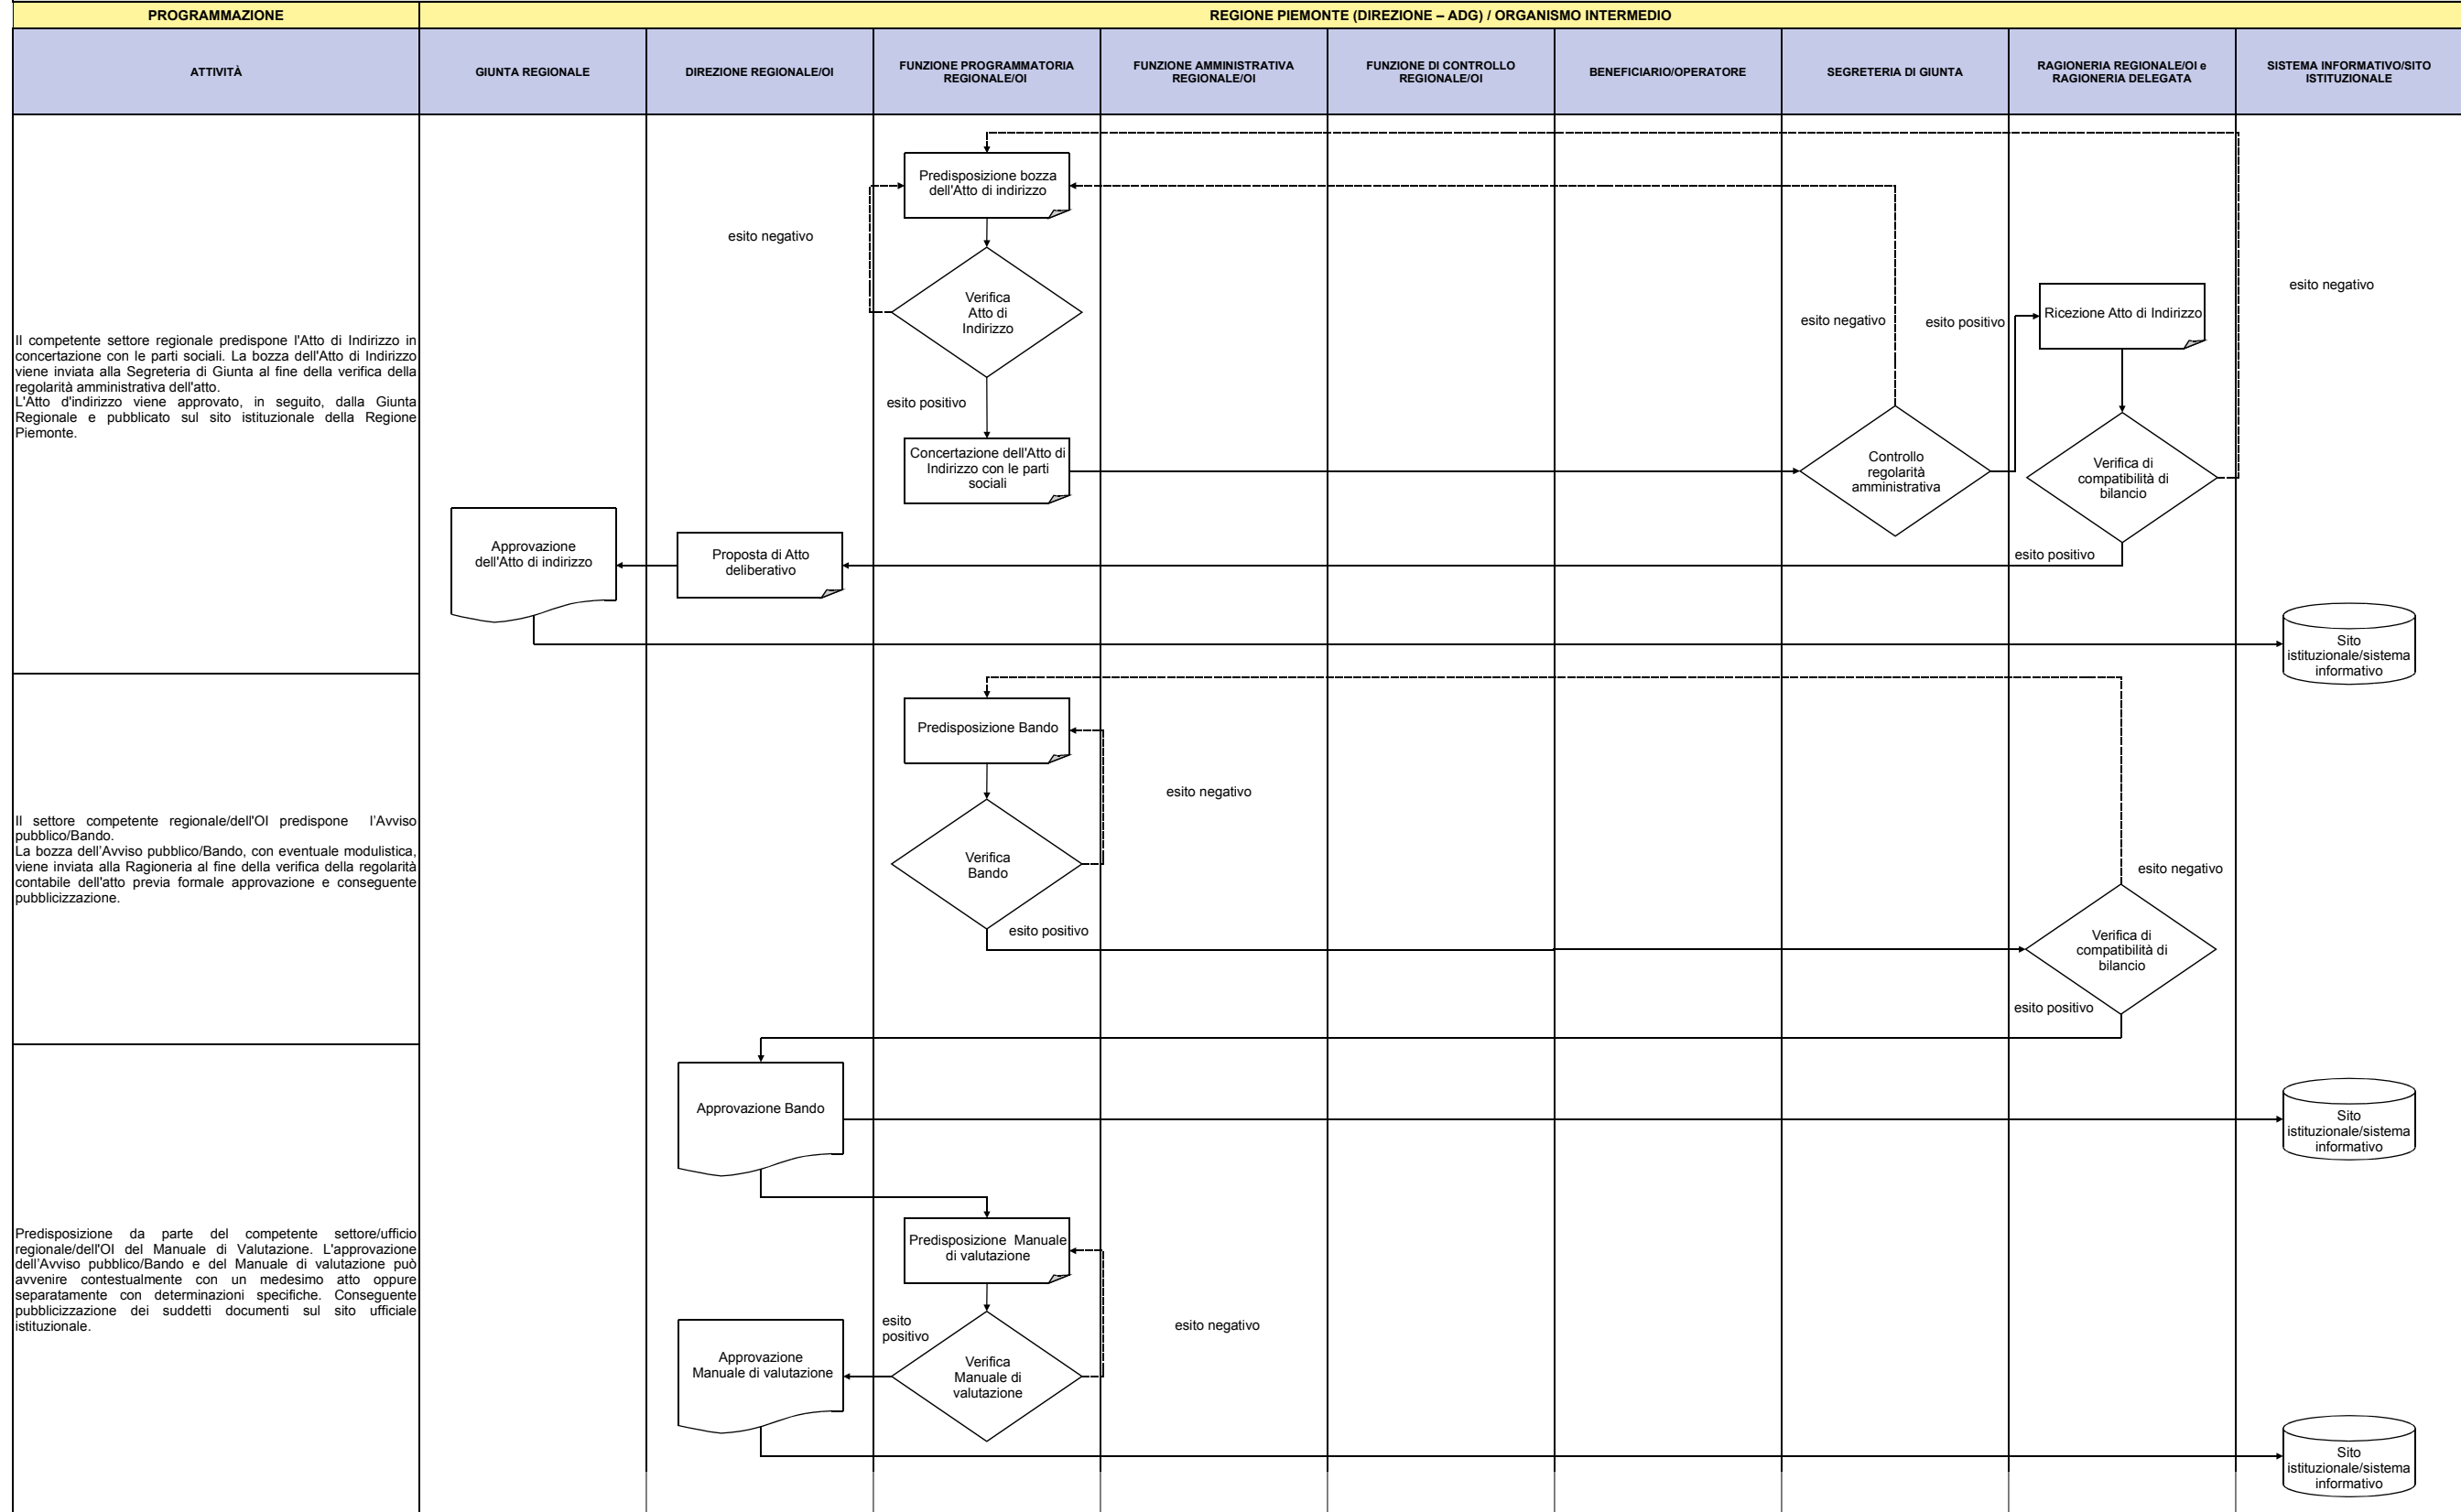 PROGRAMMAZIONE
REGIONE PIEMONTE (DIREZIONE – ADG) / ORGANISMO INTERMEDIO
ATTIVITÀ
GIUNTA REGIONALE
DIREZIONE REGIONALE/OI
FUNZIONE PROGRAMMATORIA
REGIONALE/OI
FUNZIONE AMMINISTRATIVA
REGIONALE/OI
FUNZIONE DI CONTROLLO
REGIONALE/OI
BENEFICIARIO/OPERATORE
SEGRETERIA DI GIUNTA
RAGIONERIA REGIONALE/OI e
RAGIONERIA DELEGATA
SISTEMA INFORMATIVO/SITO
ISTITUZIONALE
Il competente settore regionale predispone l'Atto di Indirizzo in
concertazione con le parti sociali. La bozza dell'Atto di Indirizzo
viene inviata alla Segreteria di Giunta al fine della verifica della
regolarità amministrativa dell'atto.
L'Atto d'indirizzo viene approvato, in seguito, dalla Giunta
Regionale e pubblicato sul sito istituzionale della Regione
Piemonte.
Predisposizione bozza
dell'Atto di indirizzo
esito negativo
Verifica
Atto di
Indirizzo
esito positivo
Concertazione dell'Atto di
Indirizzo con le parti
sociali
esito negativo
Controllo
regolarità
amministrativa
esito positivo
Ricezione Atto di Indirizzo
esito negativo
Verifica di
compatibilità di
bilancio
esito positivo
Proposta di Atto
deliberativo
Approvazione
dell'Atto di indirizzo
Sito
istituzionale/sistema
informativo
Il settore competente regionale/dell'OI predispone l'Avviso
pubblico/Bando.
La bozza dell'Avviso pubblico/Bando, con eventuale modulistica,
viene inviata alla Ragioneria al fine della verifica della regolarità
contabile dell'atto previa formale approvazione e conseguente
pubblicizzazione.
Predisposizione Bando
esito negativo
Verifica
Bando
esito positivo
esito negativo
Verifica di
compatibilità di
bilancio
esito positivo
Predisposizione da parte del competente settore/ufficio
regionale/dell'OI del Manuale di Valutazione. L'approvazione
dell'Avviso pubblico/Bando e del Manuale di valutazione può
avvenire contestualmente con un medesimo atto oppure
separatamente con determinazioni specifiche. Conseguente
pubblicizzazione dei suddetti documenti sul sito ufficiale
istituzionale.
Approvazione Bando
Sito
istituzionale/sistema
informativo
Predisposizione Manuale
di valutazione
esito
positivo
esito negativo
Verifica
Manuale di
valutazione
Approvazione
Manuale di valutazione
Sito
istituzionale/sistema
informativo